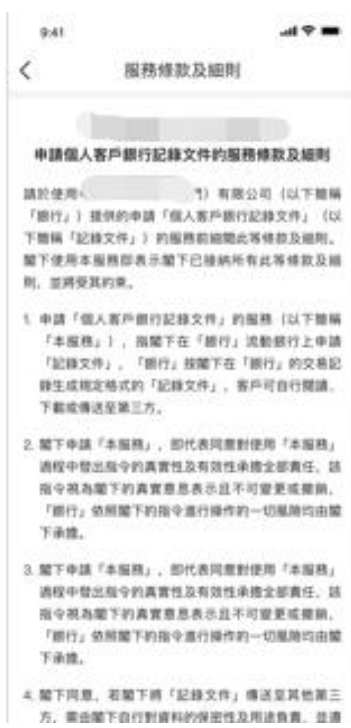 9:41
服務條款及細則
申請個人客戶銀行記錄文件的服務條款及細則
請於使用 門）有限公司（以下簡稱
「銀行」）提供的申請「個人客戶銀行記錄文件」（以
下簡稱「記錄文件」）的服務前細閱此等條款及細則。
閣下使用本服務即表示閣下已接納所有此等條款及細
則，並將受其約束。
1. 申請「個人客戶銀行記錄文件」的服務（以下簡稱
「本服務」），指閣下在「銀行」流動銀行上申請
「記錄文件」，「銀行」按閣下在「銀行」的交易記
錄生成規定格式的「記錄文件」，客戶可自行閱讀、
下載或傳送至第三方。
2. 閣下申請「本服務」，即代表同意對使用「本服務」
過程中發出指令的真實性及有效性承擔全部責任，該
指令視為閣下的真實意思表示且不可變更或撤銷，
「銀行」依照閣下的指令進行操作的一切風險均由閣
下承擔。
3. 閣下申請「本服務」，即代表同意對使用「本服務」
過程中發出指令的真實性及有效性承擔全部責任，該
指令視為閣下的真實意思表示且不可變更或撤銷，
「銀行」依照閣下的指令進行操作的一切風險均由閣
下承擔。
4. 閣下同意，若閣下將「記錄文件」傳送至其他第三
方，需由閣下自行對資料的保密性及用途負責，並適